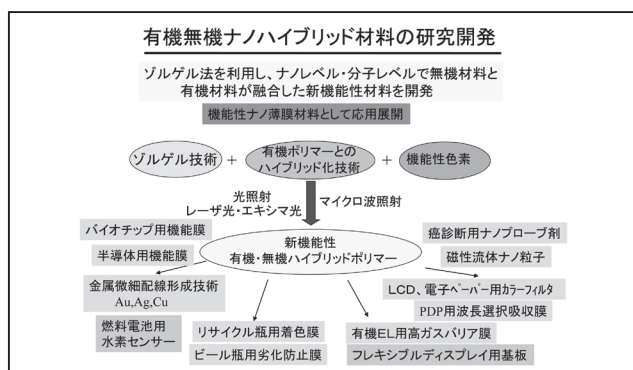 有機無機ナノハイブリッド材料の研究開発
ゾルゲル法を利用し、ナノレベル・分子レベルで無機材料と
有機材料が融合した新機能性材料を開発
機能性ナノ薄膜材料として応用展開
ゾルゲル技術 + 有機ポリマーとの
ハイブリッド化技術 + 機能性色素
光照射
レーザ光・エキシマ光
マイクロ波照射
新機能性
有機・無機ハイブリッドポリマー
バイオチップ用機能膜
半導体用機能膜
金属微細配線形成技術
Au,Ag,Cu
燃料電池用
水素センサー
リサイクル瓶用着色膜
ビール瓶用劣化防止膜
癌診断用ナノプローブ剤
磁性流体ナノ粒子
LCD、電子ペーパー用カラーフィルタ
PDP用波長選択吸収膜
有機EL用高ガスバリア膜
フレキシブルディスプレイ用基板